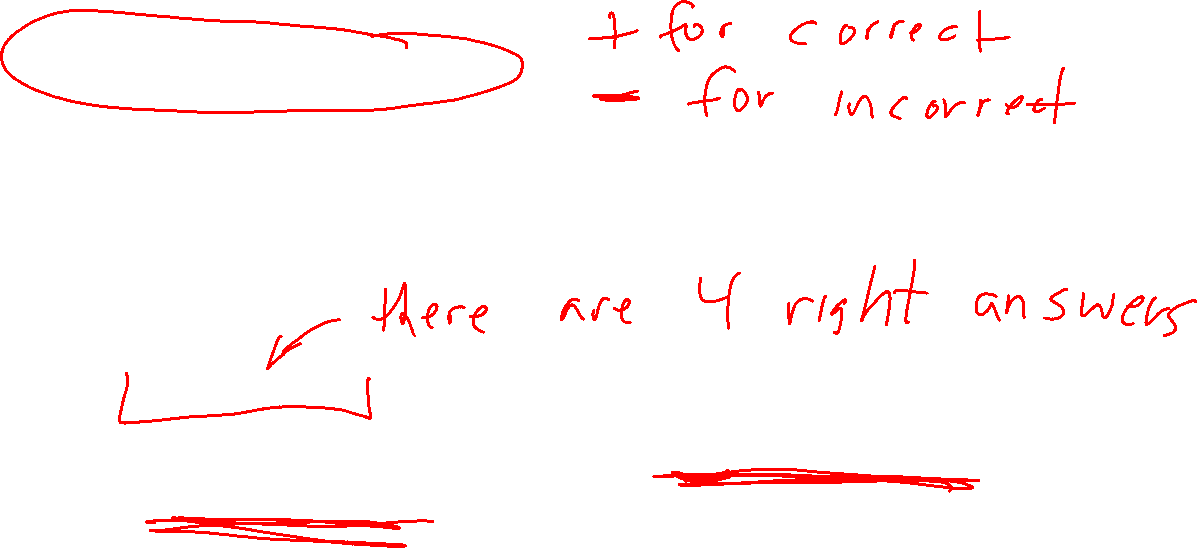 + for correct
- for incorrect
there are 4 right answers